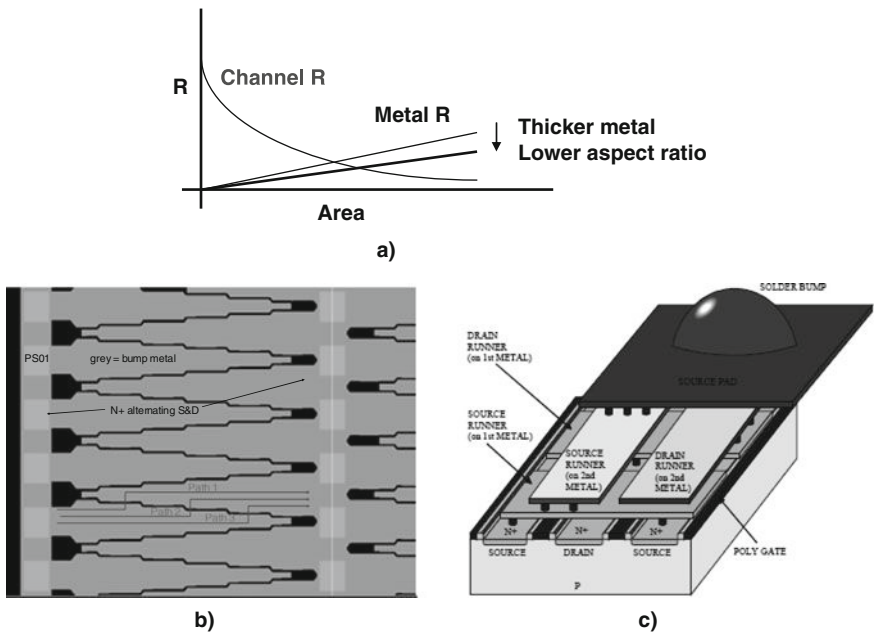 R
Channel R
Metal R
Thicker metal
Lower aspect ratio
Area
a)
PS01
grey = bump metal
N+ alternating S&D
Path 1
Path 2
Path 3
b)
SOLDER BUMP
DRAIN
RUNNER
(on 1st METAL)
SOURCE PAD
SOURCE
RUNNER
(on 1st METAL)
SOURCE
RUNNER
(on 2nd
METAL)
DRAIN
RUNNER
(on 2nd
METAL)
N+
N+
N+
SOURCE
DRAIN
SOURCE
POLY GATE
P
c)